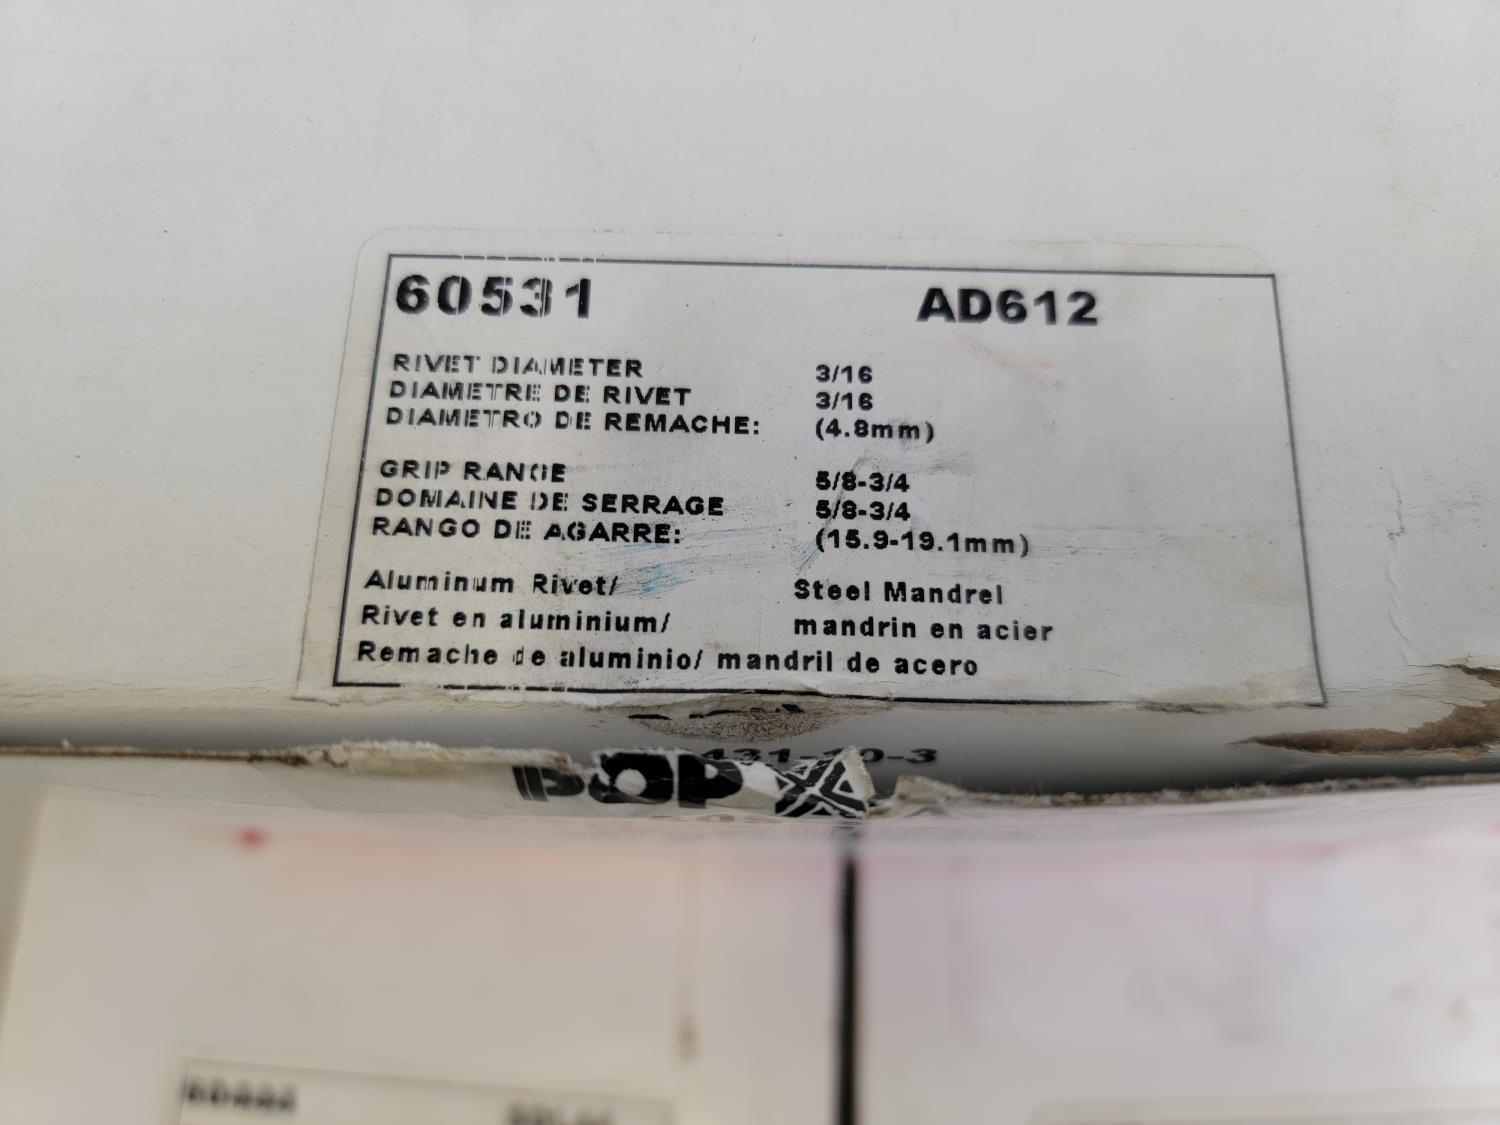 60531 AD612
RIVET DIAMETER 3/16
DIAMETRE DE RIVET 3/16
DIAMETRO DE REMACHE: (4.8mm)
GRIP RANGE 5/8-3/4
DOMAINE DE SERRAGE 5/8-3/4
RANGO DE AGARRE: (15.9-19.1mm)
Aluminum Rivet/ Steel Mandrel
Rivet en aluminium/ mandrin en acier
Remache de aluminio/ mandril de acero
POP